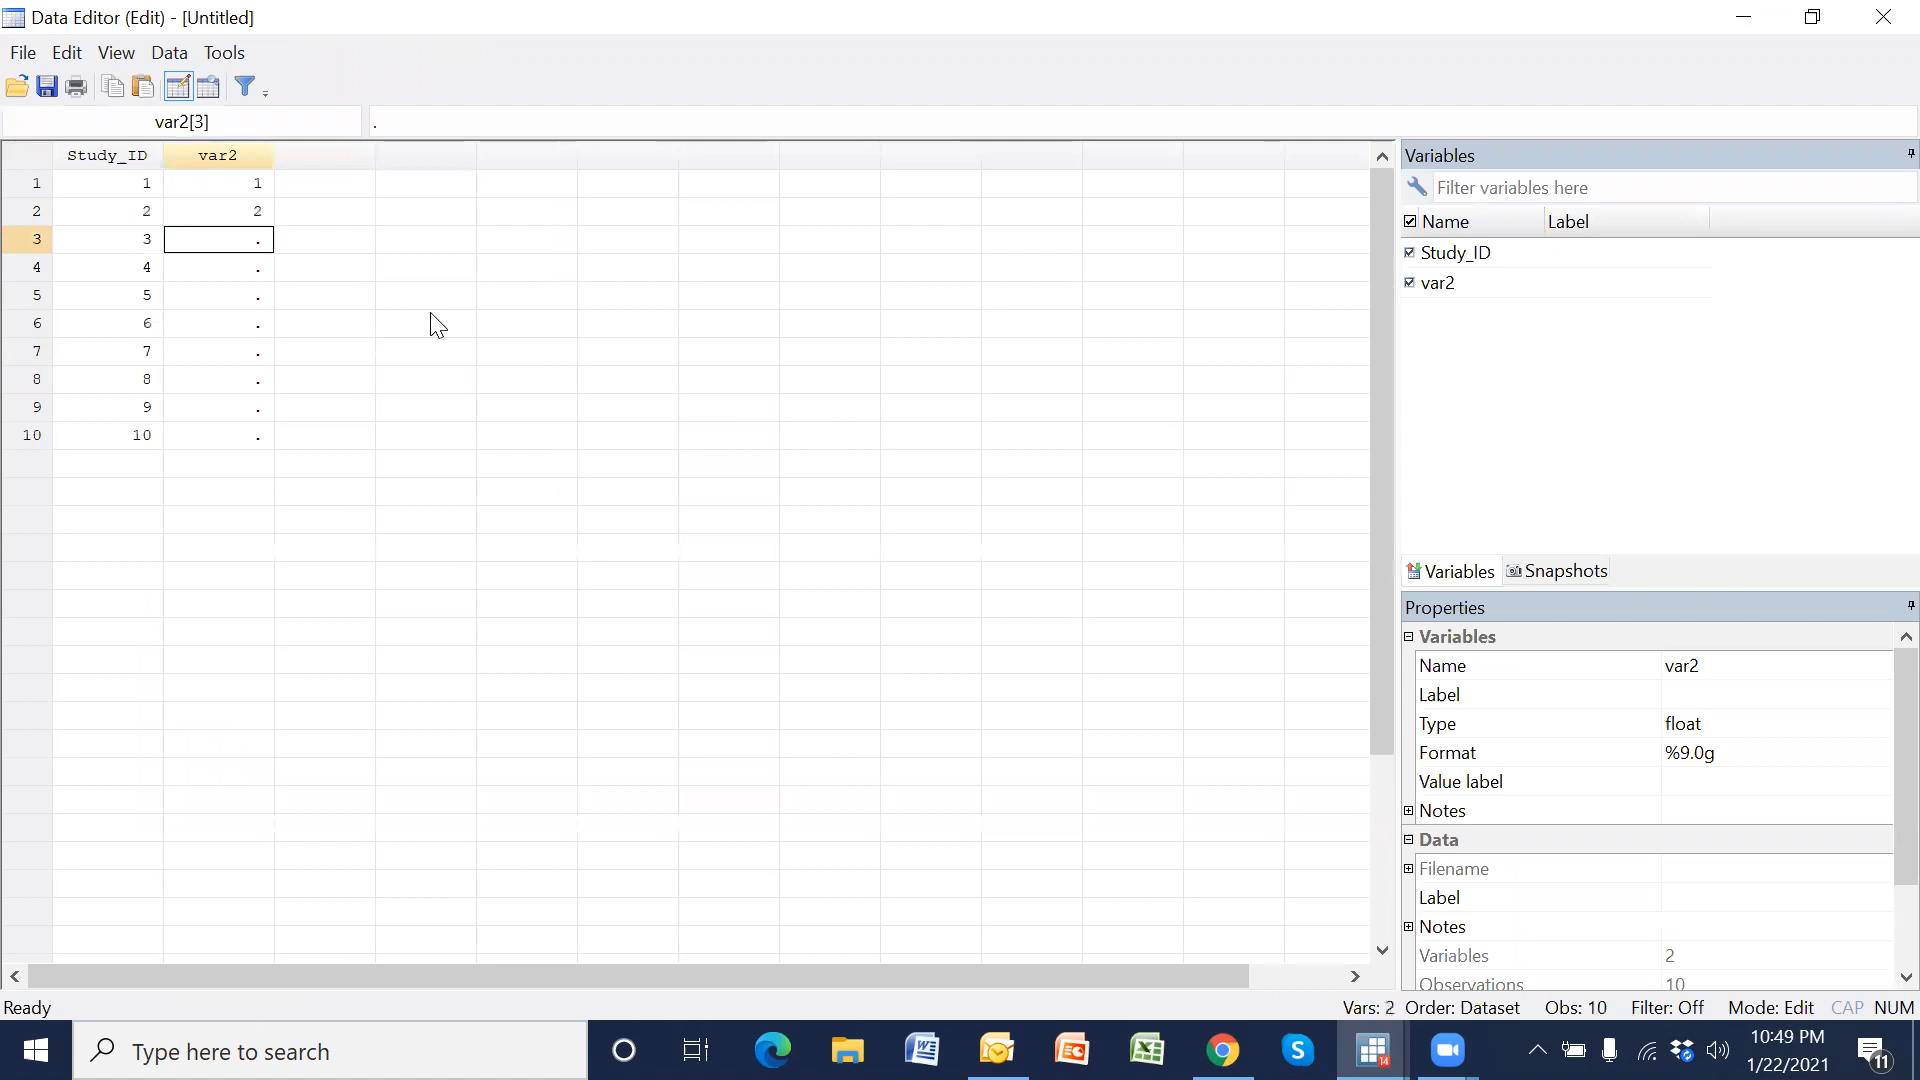 Data Editor (Edit) - [Untitled]
File Edit View Data Tools
var2[3] .
Study_ID var2
1 1 1
2 2 2
3 3 .
4 4 .
5 5 .
6 6 .
7 7 .
8 8 .
9 9 .
10 10 .
Variables
Filter variables here
Name Label
Study_ID
var2
Variables Snapshots
Properties
Variables
Name var2
Label
Type float
Format %9.0g
Value label
Notes
Data
Filename
Label
Notes
Variables 2
Observations 10
Ready Vars: 2 Order: Dataset Obs: 10 Filter: Off Mode: Edit CAP NUM
Type here to search
14
10:49 PM
1/22/2021
11